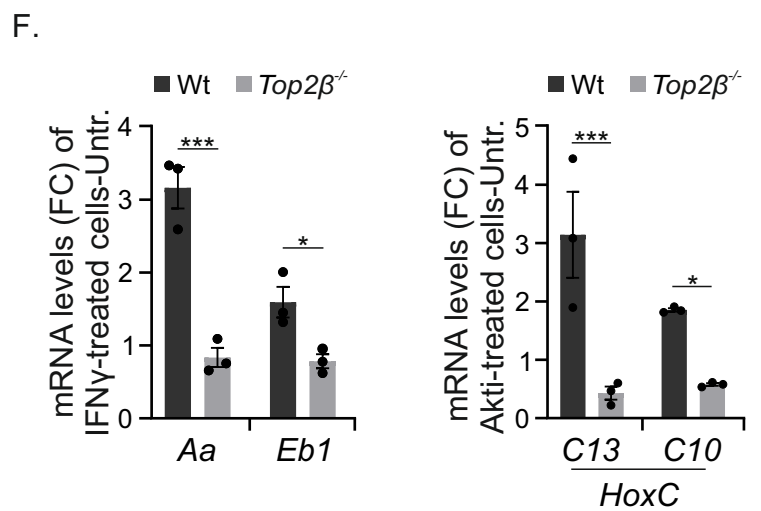 F.
Wt Top2β-/-
mRNA levels (FC) of
IFNγ-treated cells-Untr.
4
3
2
1
0
***
*
Aa Eb1
Wt Top2β-/-
mRNA levels (FC) of
Akti-treated cells-Untr.
5
4
3
2
1
0
***
*
C13 C10
HoxC